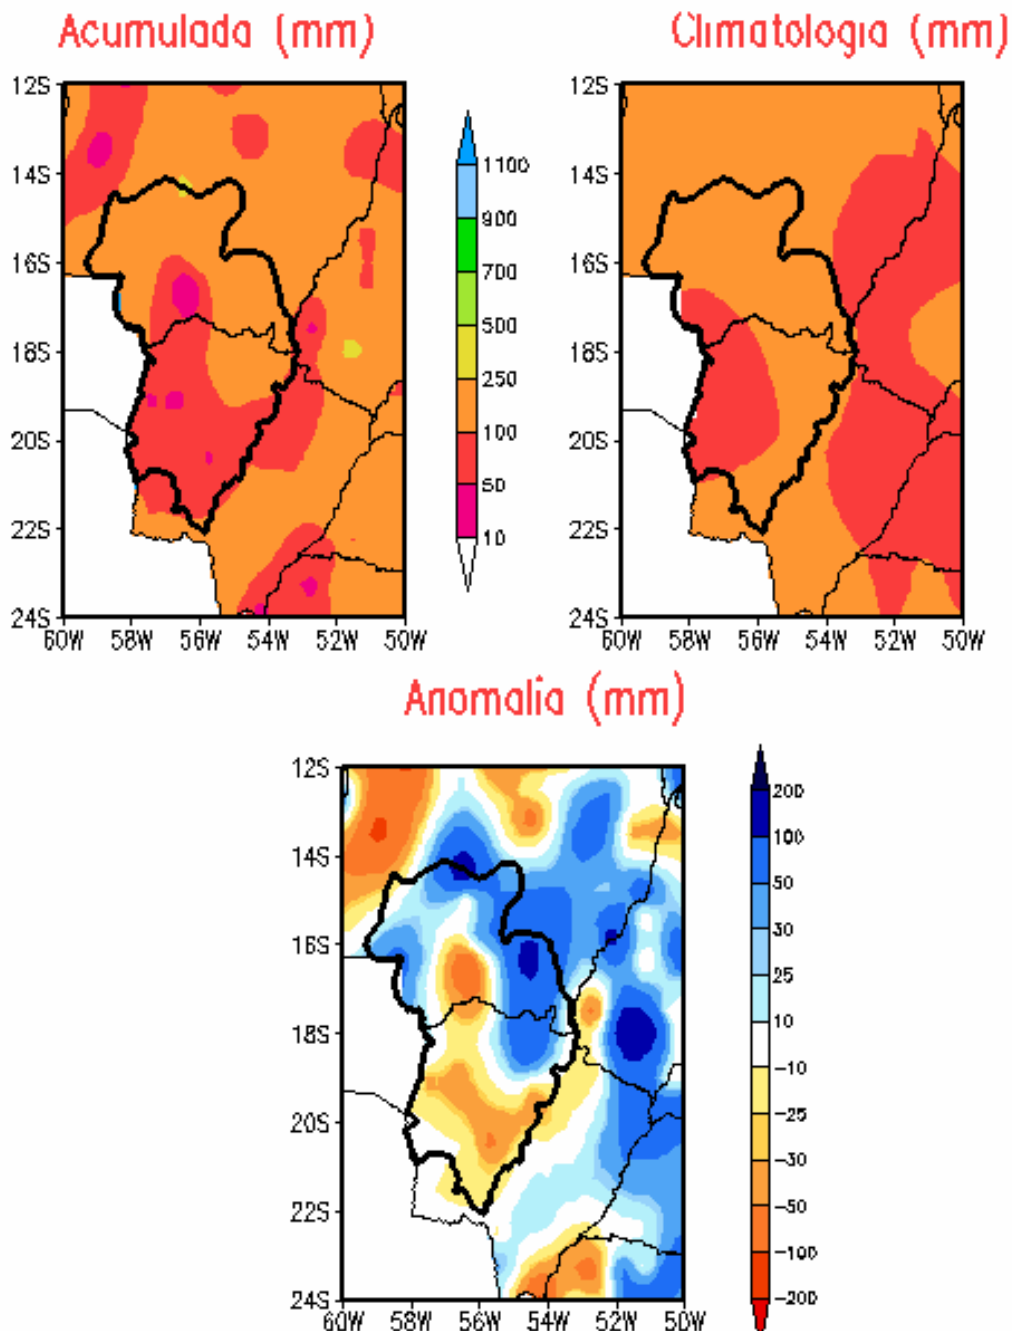 Acumulada (mm)
Climatologia (mm)
12S
14S
16S
18S
20S
22S
24S
60W 58W 56W 54W 52W 50W
1100
900
700
500
250
100
50
10
12S
14S
16S
18S
20S
22S
24S
60W 58W 56W 54W 52W 50W
Anomalia (mm)
12S
14S
16S
18S
20S
22S
24S
60W 58W 56W 54W 52W 50W
200
100
50
30
25
10
-10
-25
-30
-50
-100
-200